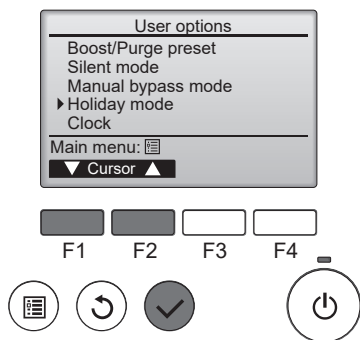 User options
Boost/Purge preset
Silent mode
Manual bypass mode
Holiday mode
Clock
Main menu:
Cursor
F1 F2 F3 F4